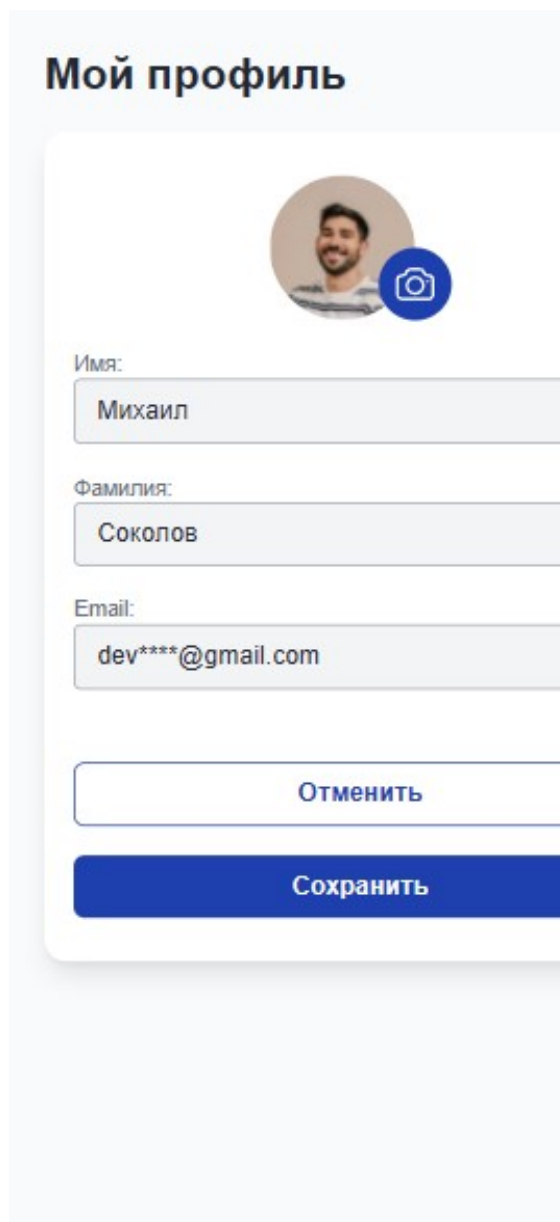 Мой профиль
Имя:
Михаил
Фамилия:
Соколов
Email:
dev****@gmail.com
Отменить
Сохранить